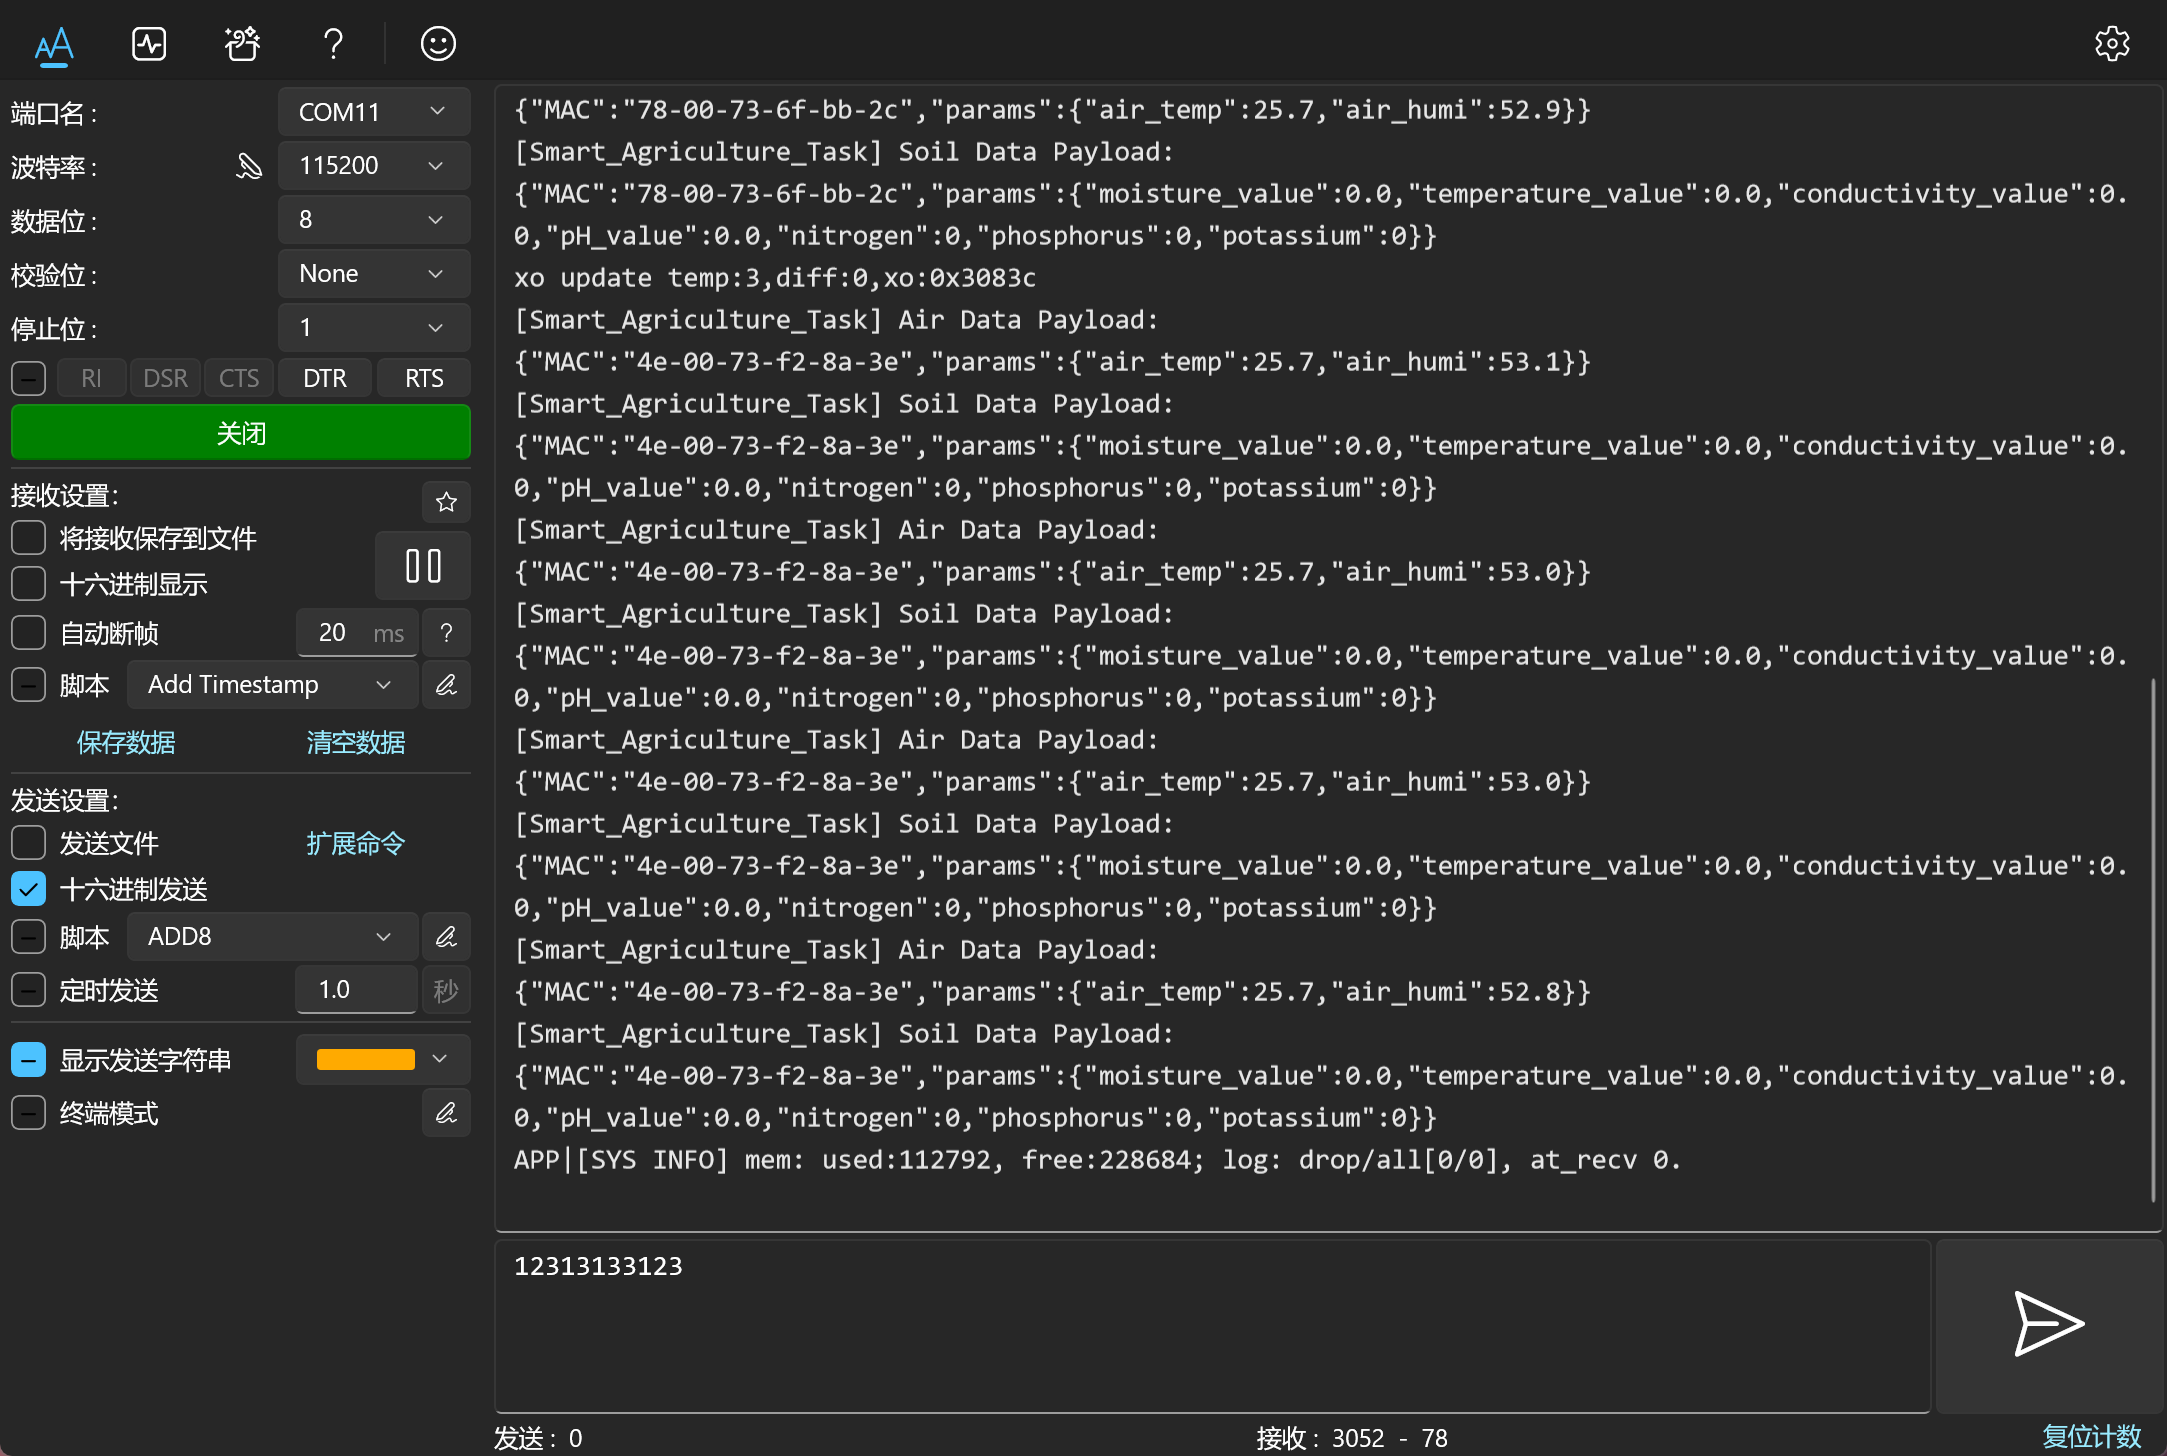 端口名 :
COM11
波特率 :
115200
数据位 :
8
校验位 :
None
停止位 :
1
RI DSR CTS DTR RTS
关闭
接收设置:
将接收保存到文件
十六进制显示
自动断帧 20 ms ?
脚本 Add Timestamp
保存数据 清空数据
发送设置:
发送文件 扩展命令
十六进制发送
脚本 ADD8
定时发送 1.0 秒
显示发送字符串
终端模式
{"MAC":"78-00-73-6f-bb-2c","params":{"air_temp":25.7,"air_humi":52.9}}
[Smart_Agriculture_Task] Soil Data Payload:
{"MAC":"78-00-73-6f-bb-2c","params":{"moisture_value":0.0,"temperature_value":0.0,"conductivity_value":0.
0,"pH_value":0.0,"nitrogen":0,"phosphorus":0,"potassium":0}}
xo update temp:3,diff:0,xo:0x3083c
[Smart_Agriculture_Task] Air Data Payload:
{"MAC":"4e-00-73-f2-8a-3e","params":{"air_temp":25.7,"air_humi":53.1}}
[Smart_Agriculture_Task] Soil Data Payload:
{"MAC":"4e-00-73-f2-8a-3e","params":{"moisture_value":0.0,"temperature_value":0.0,"conductivity_value":0.
0,"pH_value":0.0,"nitrogen":0,"phosphorus":0,"potassium":0}}
[Smart_Agriculture_Task] Air Data Payload:
{"MAC":"4e-00-73-f2-8a-3e","params":{"air_temp":25.7,"air_humi":53.0}}
[Smart_Agriculture_Task] Soil Data Payload:
{"MAC":"4e-00-73-f2-8a-3e","params":{"moisture_value":0.0,"temperature_value":0.0,"conductivity_value":0.
0,"pH_value":0.0,"nitrogen":0,"phosphorus":0,"potassium":0}}
[Smart_Agriculture_Task] Air Data Payload:
{"MAC":"4e-00-73-f2-8a-3e","params":{"air_temp":25.7,"air_humi":53.0}}
[Smart_Agriculture_Task] Soil Data Payload:
{"MAC":"4e-00-73-f2-8a-3e","params":{"moisture_value":0.0,"temperature_value":0.0,"conductivity_value":0.
0,"pH_value":0.0,"nitrogen":0,"phosphorus":0,"potassium":0}}
[Smart_Agriculture_Task] Air Data Payload:
{"MAC":"4e-00-73-f2-8a-3e","params":{"air_temp":25.7,"air_humi":52.8}}
[Smart_Agriculture_Task] Soil Data Payload:
{"MAC":"4e-00-73-f2-8a-3e","params":{"moisture_value":0.0,"temperature_value":0.0,"conductivity_value":0.
0,"pH_value":0.0,"nitrogen":0,"phosphorus":0,"potassium":0}}
APP|[SYS INFO] mem: used:112792, free:228684; log: drop/all[0/0], at_recv 0.
12313133123
发送 : 0 接收 : 3052 - 78 复位计数